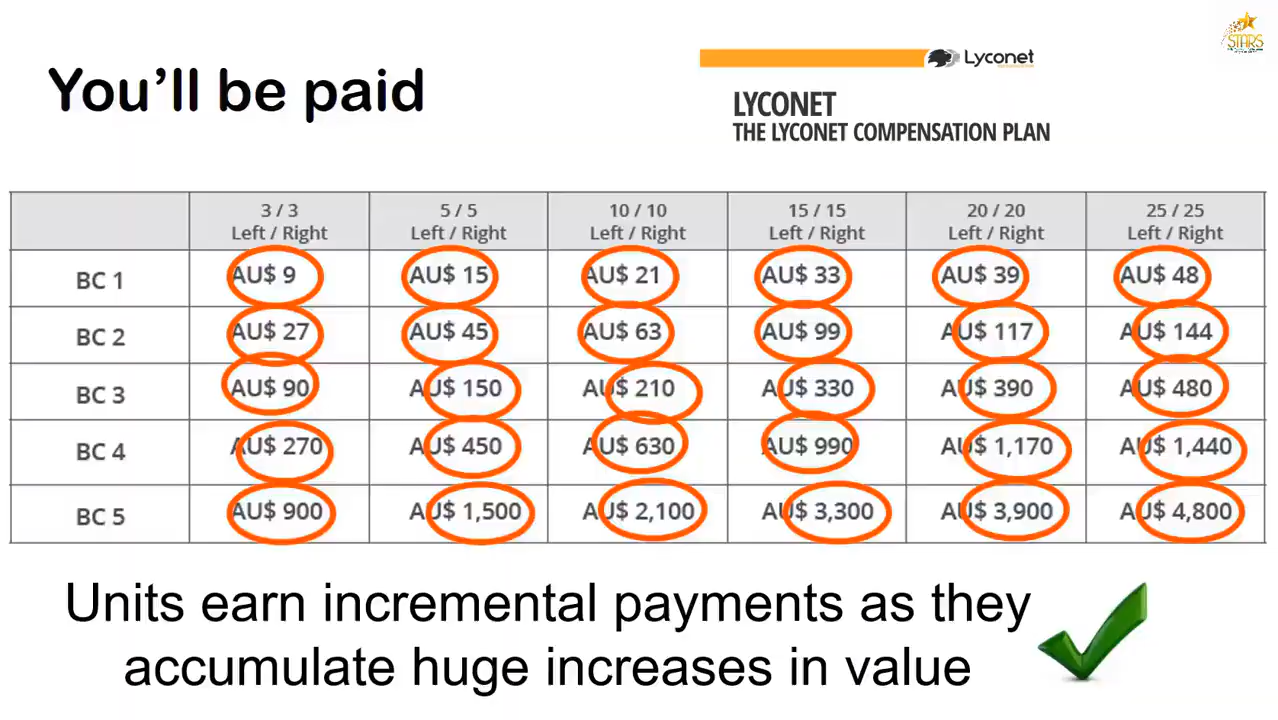 You'll be paid
STARS
Lyconet
LYCONET
THE LYCONET COMPENSATION PLAN
3 / 3 Left / Right
5 / 5 Left / Right
10 / 10 Left / Right
15 / 15 Left / Right
20 / 20 Left / Right
25 / 25 Left / Right
BC 1 AU$ 9 AU$ 15 AU$ 21 AU$ 33 AU$ 39 AU$ 48
BC 2 AU$ 27 AU$ 45 AU$ 63 AU$ 99 AU$ 117 AU$ 144
BC 3 AU$ 90 AU$ 150 AU$ 210 AU$ 330 AU$ 390 AU$ 480
BC 4 AU$ 270 AU$ 450 AU$ 630 AU$ 990 AU$ 1,170 AU$ 1,440
BC 5 AU$ 900 AU$ 1,500 AU$ 2,100 AU$ 3,300 AU$ 3,900 AU$ 4,800
Units earn incremental payments as they
accumulate huge increases in value